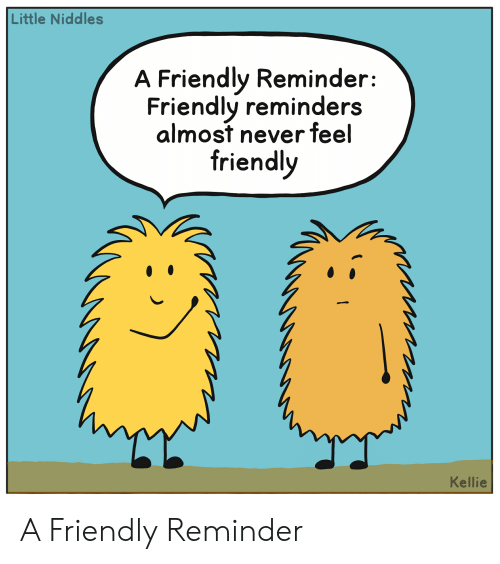 Little Niddles
A Friendly Reminder:
Friendly reminders
almost never feel
friendly
Kellie
A Friendly Reminder